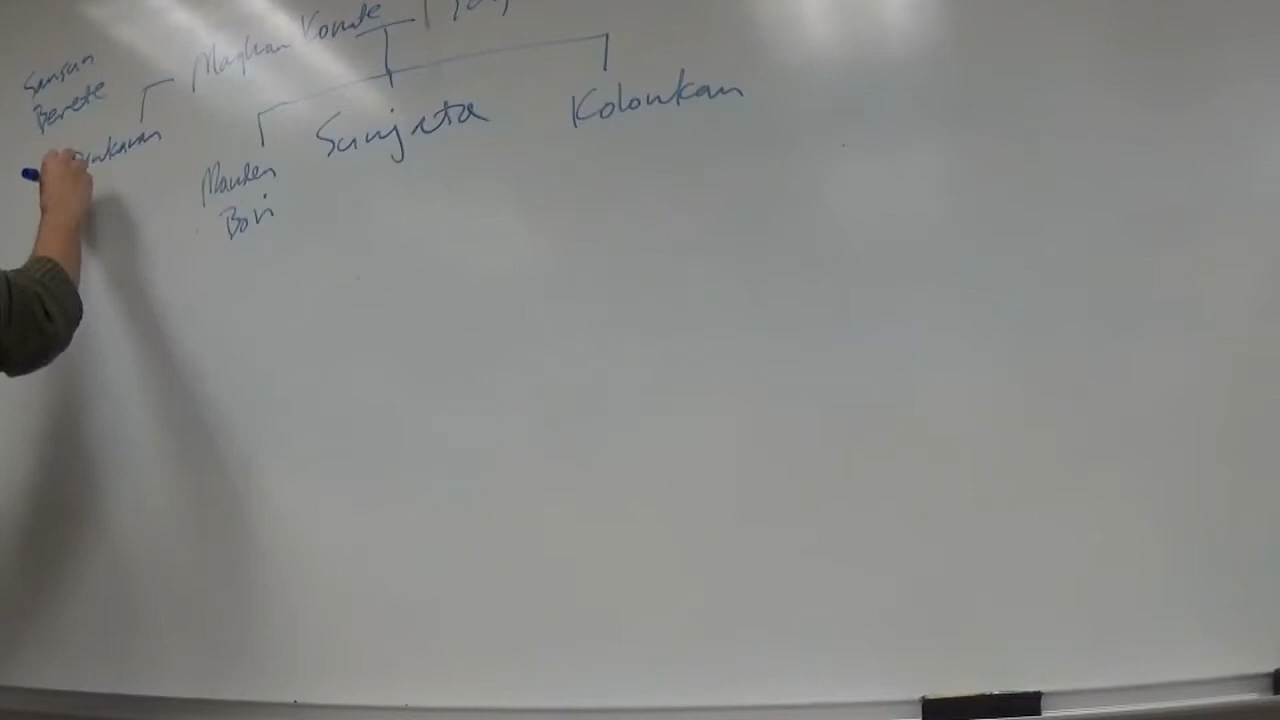 Maghan Konate
Sansun
Berete
Sunjata
Kolonkan
Manden
Bori